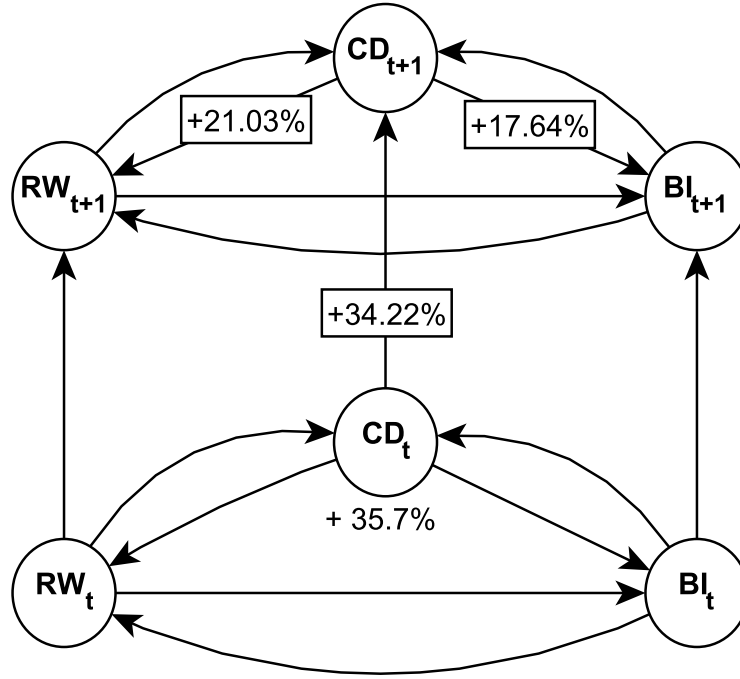 CD_t+1
+21.03%
+17.64%
RW_t+1
BI_t+1
+34.22%
CD_t
+ 35.7%
RW_t
BI_t